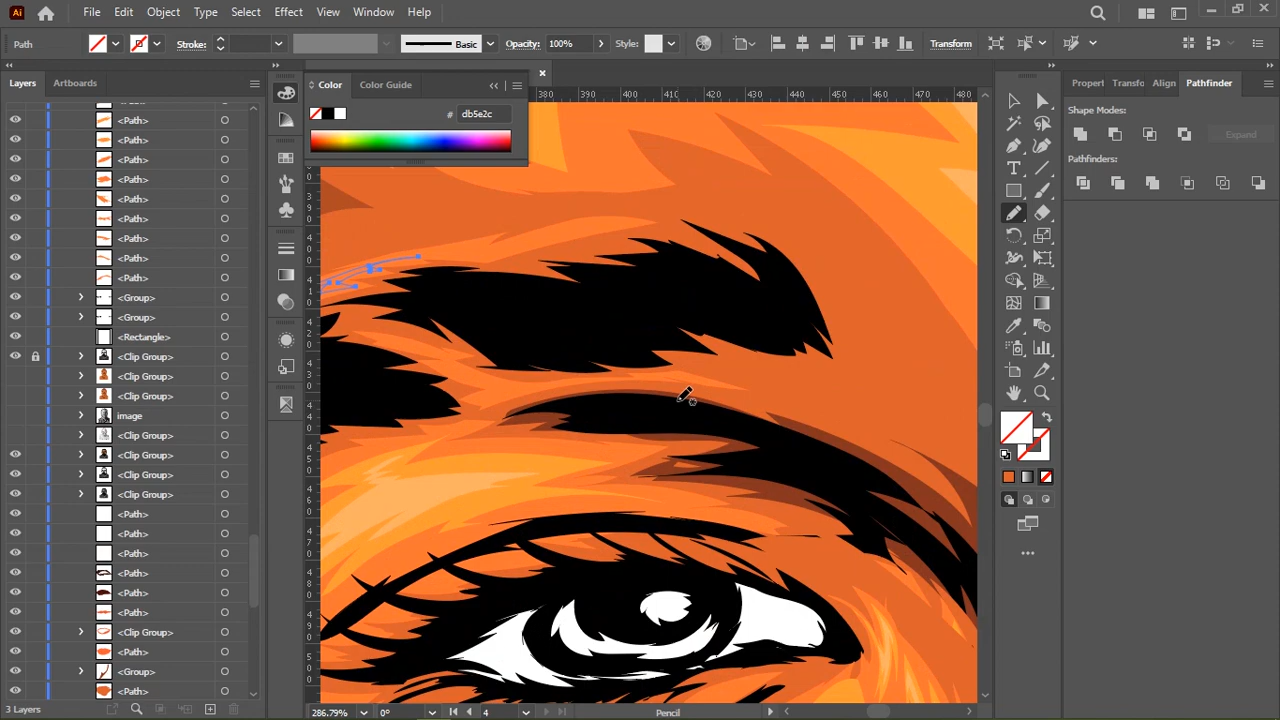 Ai File Edit Object Type Select Effect View Window Help
Path Stroke: Basic Opacity: 100% Style: Transform
Layers Artboards
Color Color Guide
# db5e2c
380 390 400 410 420 430 440 450 460 470 480
Propert Transfo Align Pathfinder
Shape Modes:
Expand
Pathfinders:
<Path>
<Path>
<Path>
<Path>
<Path>
<Path>
<Path>
<Path>
<Path>
<Group>
<Group>
<Rectangle>
<Clip Group>
<Clip Group>
<Clip Group>
image
<Clip Group>
<Clip Group>
<Clip Group>
<Clip Group>
<Path>
<Path>
<Path>
<Path>
<Path>
<Path>
<Clip Group>
<Path>
<Group>
<Path>
3 Layers
286.79% 0° 4 Pencil